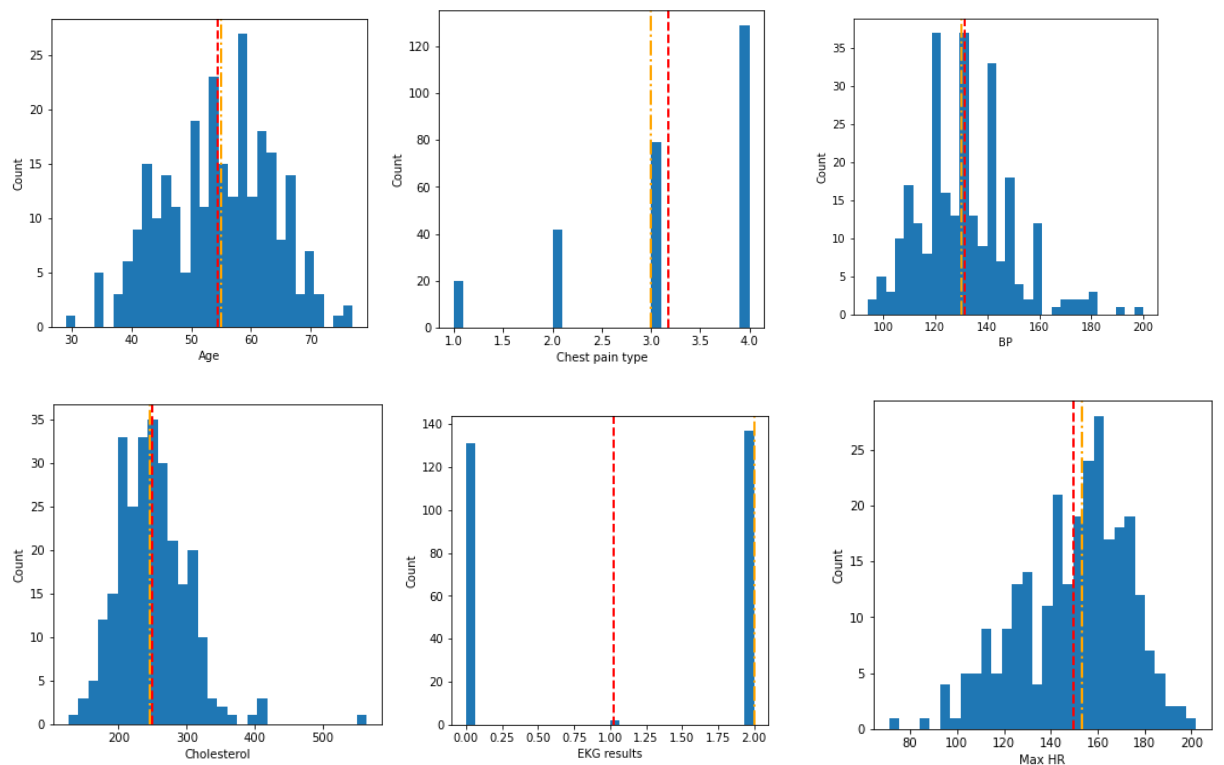 25
20
15
10
5
0
Count
30 40 50 60 70
Age
120
100
80
60
40
20
0
Count
1.0 1.5 2.0 2.5 3.0 3.5 4.0
Chest pain type
35
30
25
20
15
10
5
0
Count
100 120 140 160 180 200
BP
35
30
25
20
15
10
5
0
Count
200 300 400 500
Cholesterol
140
120
100
80
60
40
20
0
Count
0.00 0.25 0.50 0.75 1.00 1.25 1.50 1.75 2.00
EKG results
25
20
15
10
5
0
Count
80 100 120 140 160 180 200
Max HR